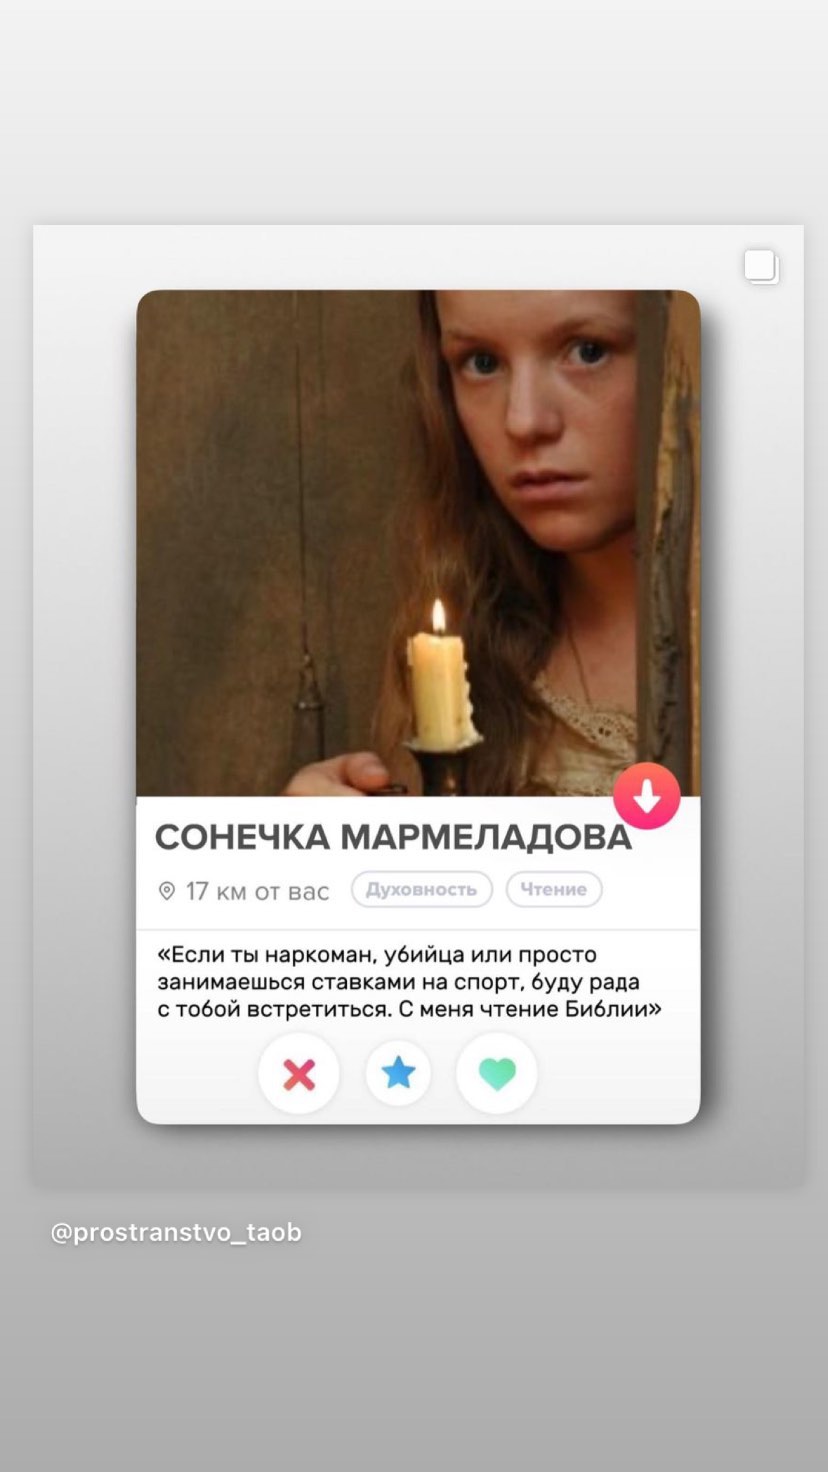 СОНЕЧКА МАРМЕЛАДОВА
17 км от вас Духовность Чтение
«Если ты наркоман, убийца или просто
занимаешься ставками на спорт, буду рада
с тобой встретиться. С меня чтение Библии»
@prostranstvo_taob